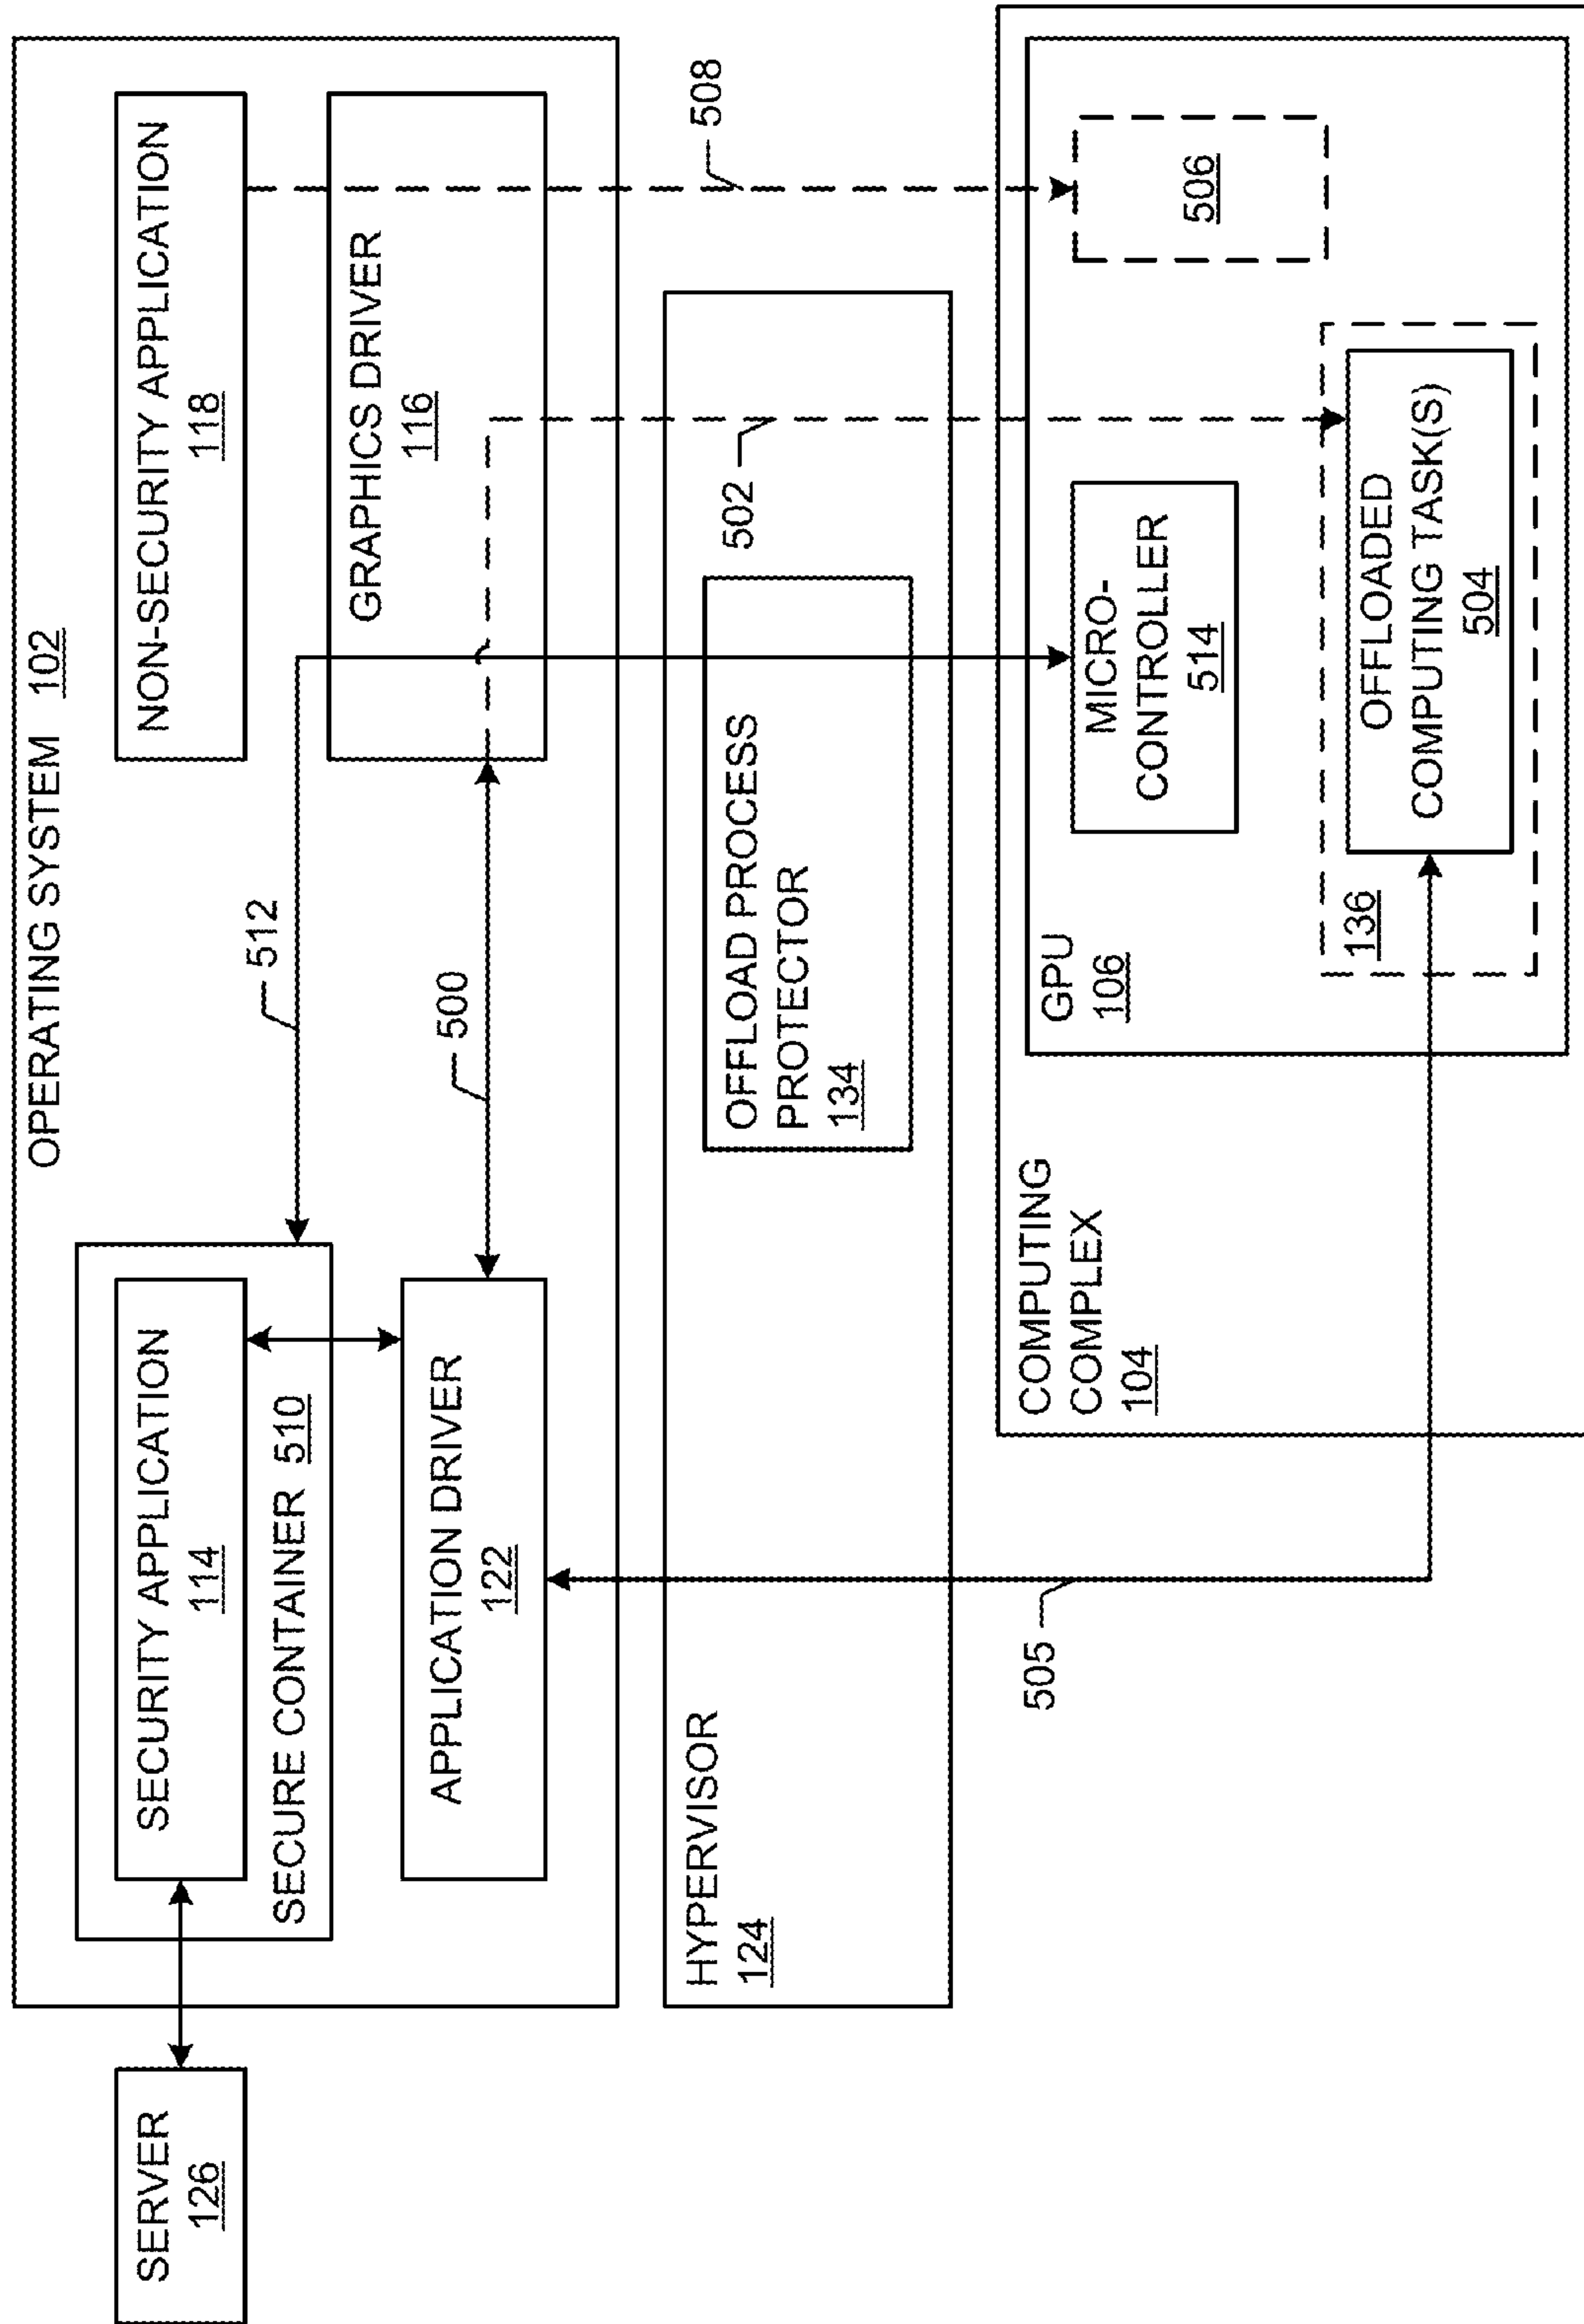 OPERATING SYSTEM 102
SERVER
126
SECURITY APPLICATION
114
SECURE CONTAINER 510
APPLICATION DRIVER
122
512
500
NON-SECURITY APPLICATION
118
GRAPHICS DRIVER
116
508
HYPERVISOR
124
OFFLOAD PROCESS
PROTECTOR
134
502
505
COMPUTING
COMPLEX
104
GPU
106
MICRO-
CONTROLLER
514
506
136
OFFLOADED
COMPUTING TASK(S)
504